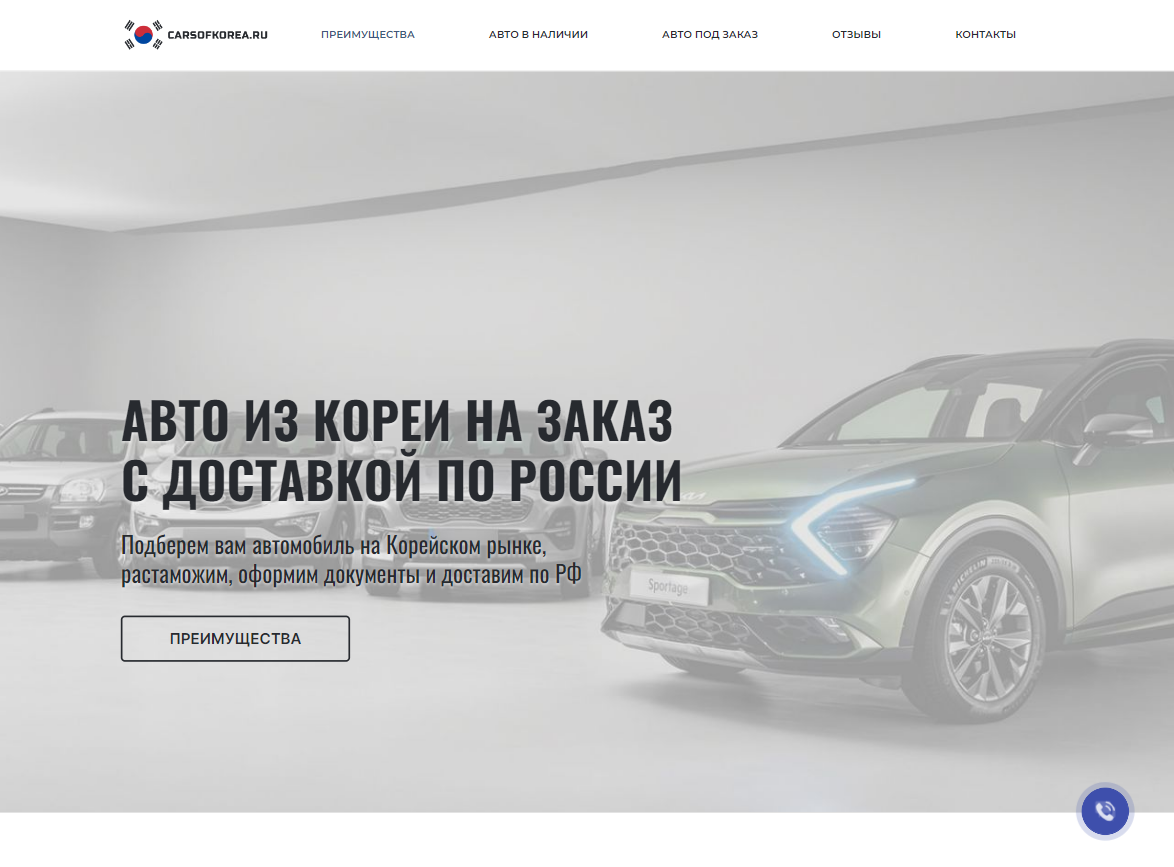 CARSOFKOREA.RU
ПРЕИМУЩЕСТВА
АВТО В НАЛИЧИИ
АВТО ПОД ЗАКАЗ
ОТЗЫВЫ
КОНТАКТЫ
АВТО ИЗ КОРЕИ НА ЗАКАЗ
С ДОСТАВКОЙ ПО РОССИИ
Подберем вам автомобиль на Корейском рынке,
растаможим, оформим документы и доставим по РФ
Sportage
MICHELIN
ПРЕИМУЩЕСТВА